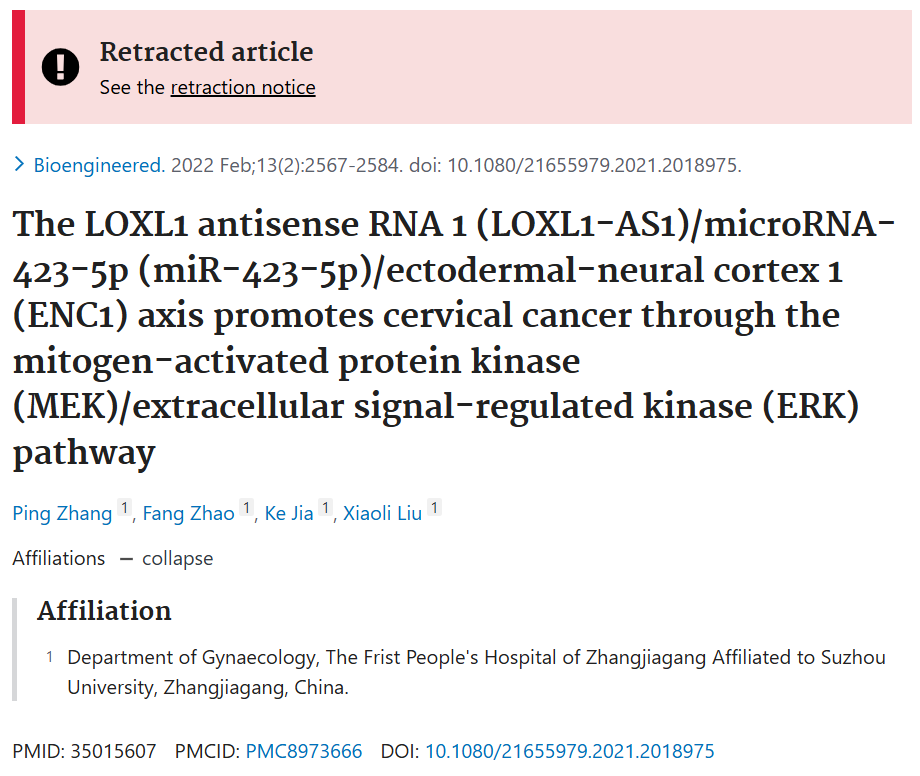 Retracted article
See the retraction notice
Bioengineered. 2022 Feb;13(2):2567-2584. doi: 10.1080/21655979.2021.2018975.
The LOXL1 antisense RNA 1 (LOXL1-AS1)/microRNA-
423-5p (miR-423-5p)/ectodermal-neural cortex 1
(ENC1) axis promotes cervical cancer through the
mitogen-activated protein kinase
(MEK)/extracellular signal-regulated kinase (ERK)
pathway
Ping Zhang 1, Fang Zhao 1, Ke Jia 1, Xiaoli Liu 1
Affiliations — collapse
Affiliation
1 Department of Gynaecology, The Frist People's Hospital of Zhangjiagang Affiliated to Suzhou
University, Zhangjiagang, China.
PMID: 35015607 PMCID: PMC8973666 DOI: 10.1080/21655979.2021.2018975